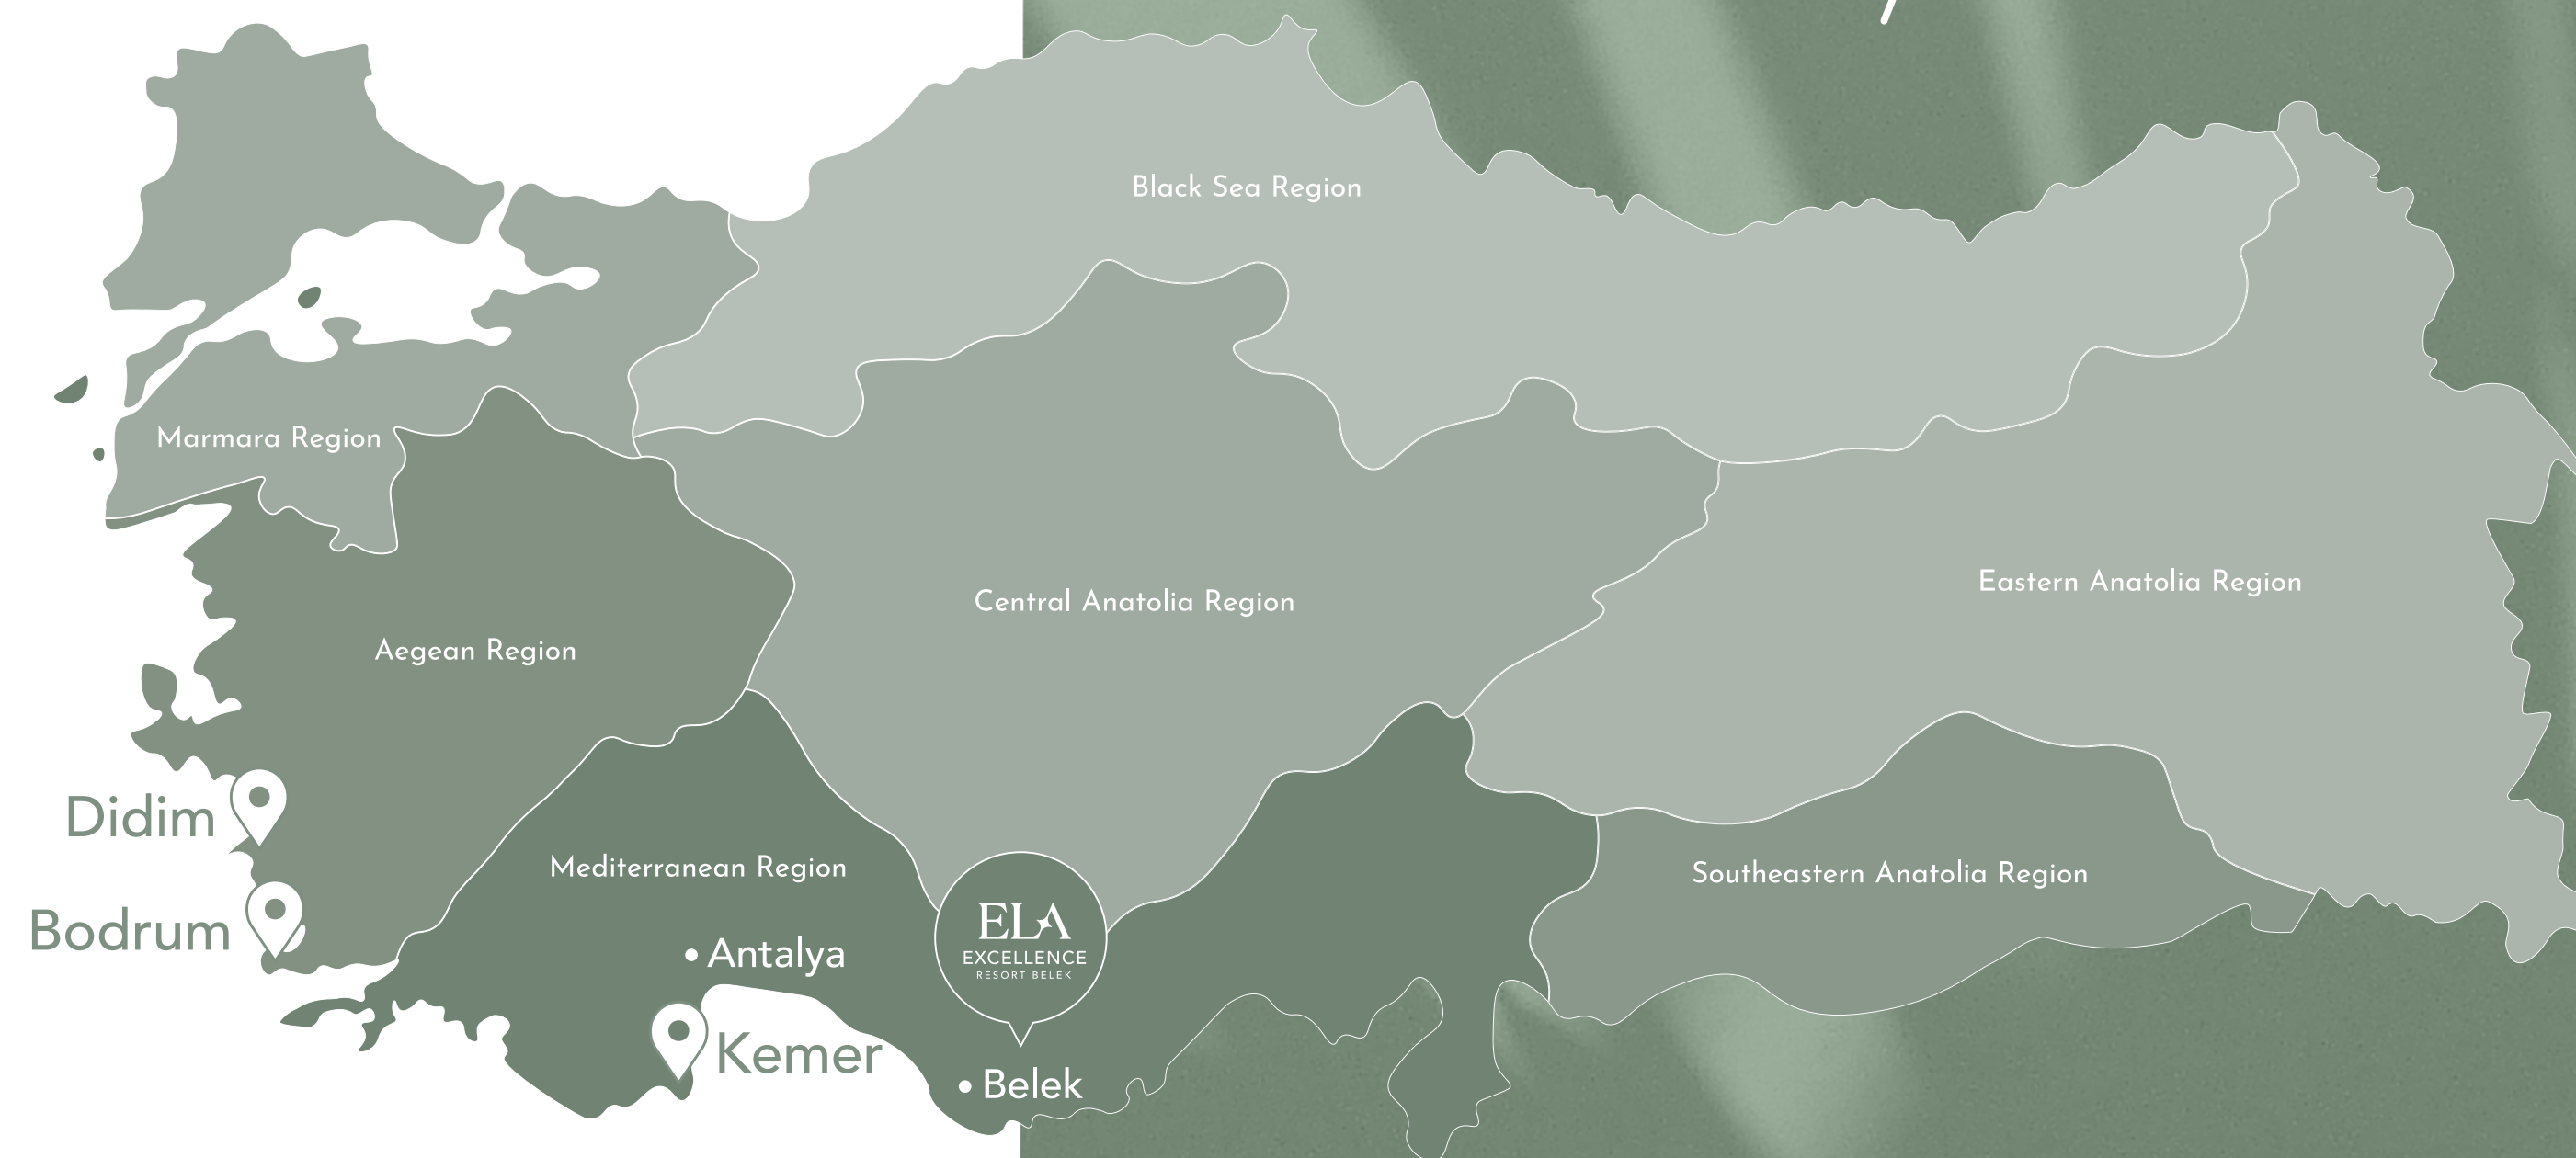 Black Sea Region
Marmara Region
Central Anatolia Region
Eastern Anatolia Region
Aegean Region
Didim
Bodrum
Mediterranean Region
Southeastern Anatolia Region
ELA
EXCELLENCE
RESORT BELEK
Antalya
Kemer
Belek